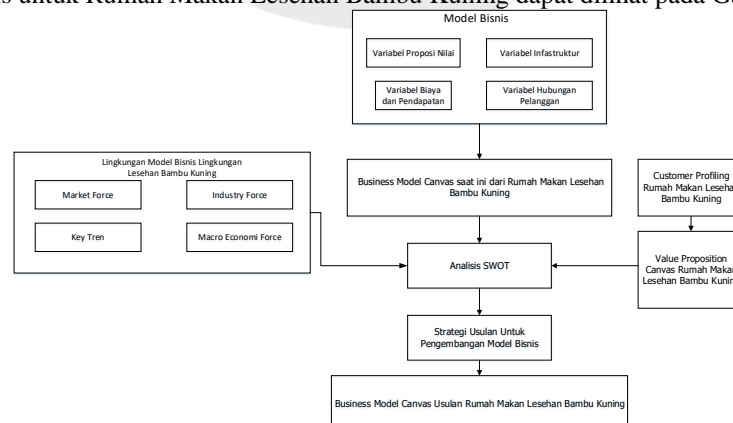 untuk Rumah Makan Lesehan Bambu Kuning dapat dilihat pada
Model Bisnis
Variabel Proposi Nilai
Variabel Infastruktur
Variabel Biaya
dan Pendapatan
Variabel Hubungan
Pelanggan
Lingkungan Model Bisnis Lingkungan
Lesehan Bambu Kuning
Market Force
Industry Force
Key Tren
Macro Economi Force
Business Model Canvas saat ini dari Rumah Makan Lesehan
Bambu Kuning
Customer Profiling
Rumah Makan Leseha
Bambu Kuning
Analisis SWOT
Value Proposition
Canvas Rumah Makan
Lesehan Bambu Kunin
Strategi Usulan Untuk
Pengembangan Model Bisnis
Business Model Canvas Usulan Rumah Makan Lesehan Bambu Kuning